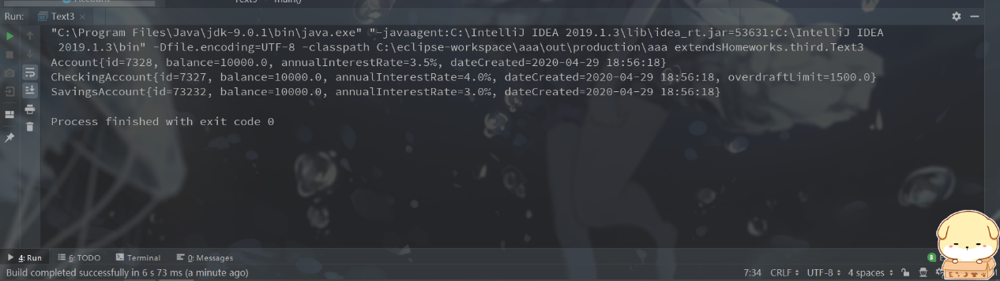 Run:
Text3
"C:\Program Files\Java\jdk-9.0.1\bin\java.exe" "-javaagent:C:\IntelliJ IDEA 2019.1.3\lib\idea_rt.jar=53631:C:\IntelliJ IDEA
2019.1.3\bin" -Dfile.encoding=UTF-8 -classpath C:\eclipse-workspace\aaa\out\production\aaa extendsHomeworks.third.Text3
Account{id=7328, balance=10000.0, annualInterestRate=3.5%, dateCreated=2020-04-29 18:56:18}
CheckingAccount{id=7327, balance=10000.0, annualInterestRate=4.0%, dateCreated=2020-04-29 18:56:18, overdraftLimit=1500.0}
SavingsAccount{id=73232, balance=10000.0, annualInterestRate=3.0%, dateCreated=2020-04-29 18:56:18}
Process finished with exit code 0
4: Run 6: TODO Terminal 0: Messages
Build completed successfully in 6 s 73 ms (a minute ago) 7:34 CRLF UTF-8 4 spaces